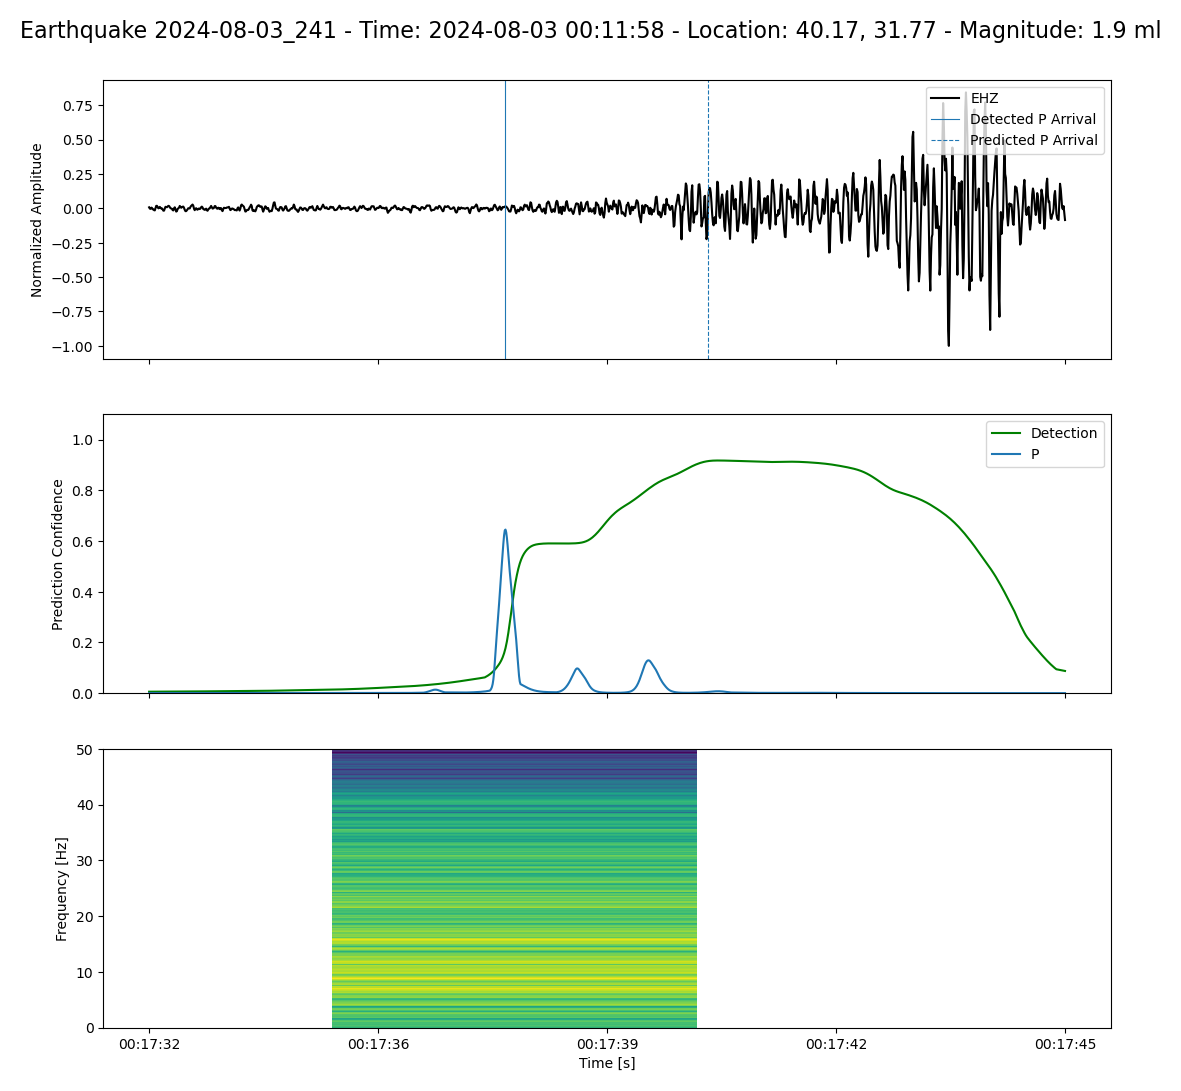 Earthquake 2024-08-03_241 - Time: 2024-08-03 00:11:58 - Location: 40.17, 31.77 - Magnitude: 1.9 ml
Normalized Amplitude
0.75
0.50
0.25
0.00
−0.25
−0.50
−0.75
−1.00
EHZ
Detected P Arrival
Predicted P Arrival
Prediction Confidence
1.0
0.8
0.6
0.4
0.2
0.0
Detection
P
Frequency [Hz]
50
40
30
20
10
0
00:17:32
00:17:36
00:17:39
00:17:42
00:17:45
Time [s]